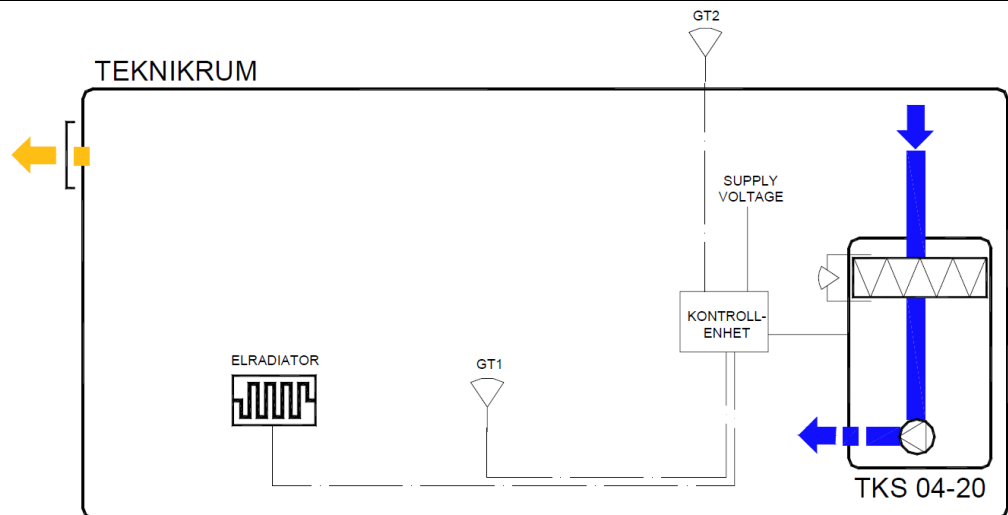 GT2
TEKNIKRUM
SUPPLY
VOLTAGE
KONTROLL-
ENHET
ELRADIATOR
GT1
TKS 04-20